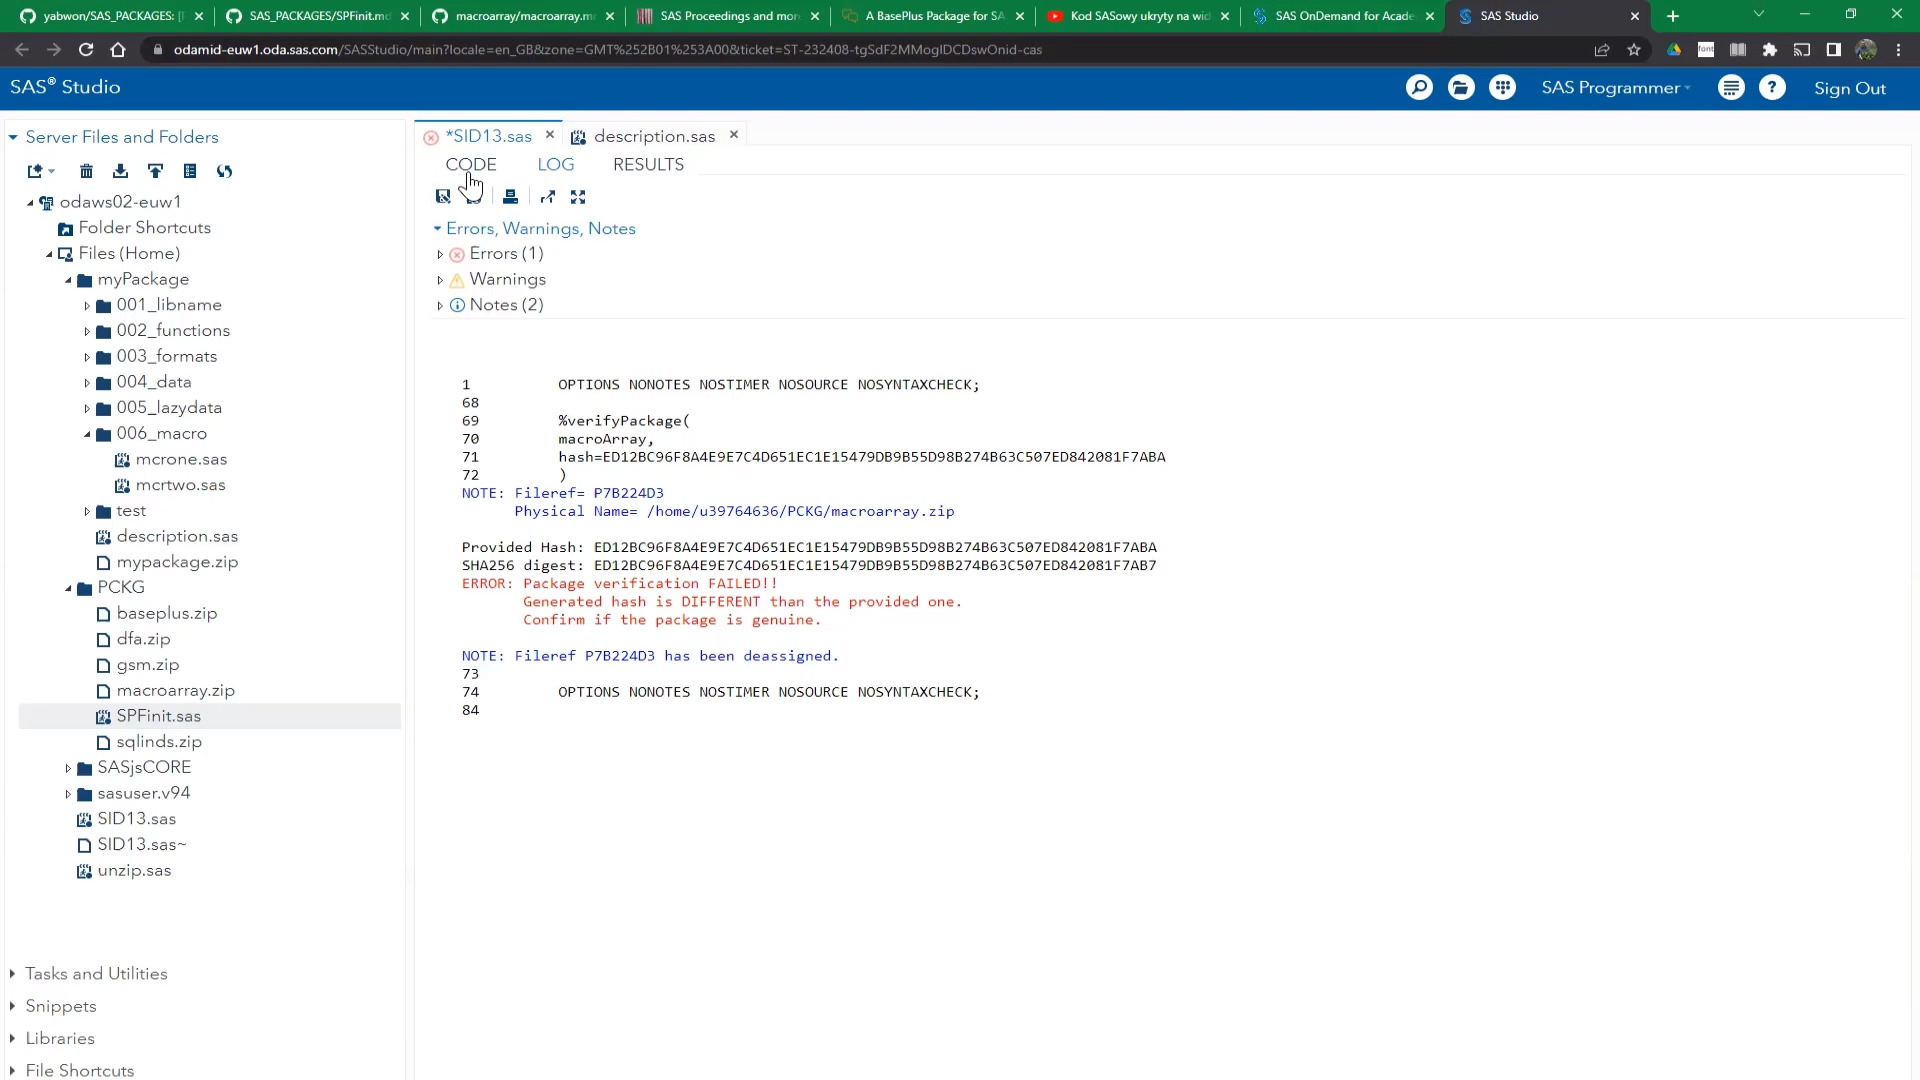 yabwon/SAS_PACKAGES: [
SAS_PACKAGES/SPFinit.md
macroarray/macroarray.m
SAS Proceedings and mor
A BasePlus Package for SA
Kod SASowy ukryty na wid
SAS OnDemand for Acade
SAS Studio
odamid-euw1.oda.sas.com/SASStudio/main?locale=en_GB&zone=GMT%252B01%253A00&ticket=ST-232408-tgSdF2MMogIDCDswOnid-cas
SAS® Studio
SAS Programmer
Sign Out
Server Files and Folders
odaws02-euw1
Folder Shortcuts
Files (Home)
myPackage
001_libname
002_functions
003_formats
004_data
005_lazydata
006_macro
mcrone.sas
mcrtwo.sas
test
description.sas
mypackage.zip
PCKG
baseplus.zip
dfa.zip
gsm.zip
macroarray.zip
SPFinit.sas
sqlinds.zip
SASjsCORE
sasuser.v94
SID13.sas
SID13.sas~
unzip.sas
Tasks and Utilities
Snippets
Libraries
File Shortcuts
*SID13.sas
description.sas
CODE LOG RESULTS
Errors, Warnings, Notes
Errors (1)
Warnings
Notes (2)
1 OPTIONS NONOTES NOSTIMER NOSOURCE NOSYNTAXCHECK;
68
69 %verifyPackage(
70 macroArray,
71 hash=ED12BC96F8A4E9E7C4D651EC1E15479DB9B55D98B274B63C507ED842081F7ABA
72 )
NOTE: Fileref= P7B224D3
Physical Name= /home/u39764636/PCKG/macroarray.zip
Provided Hash: ED12BC96F8A4E9E7C4D651EC1E15479DB9B55D98B274B63C507ED842081F7ABA
SHA256 digest: ED12BC96F8A4E9E7C4D651EC1E15479DB9B55D98B274B63C507ED842081F7AB7
ERROR: Package verification FAILED!!
Generated hash is DIFFERENT than the provided one.
Confirm if the package is genuine.
NOTE: Fileref P7B224D3 has been deassigned.
73
74 OPTIONS NONOTES NOSTIMER NOSOURCE NOSYNTAXCHECK;
84